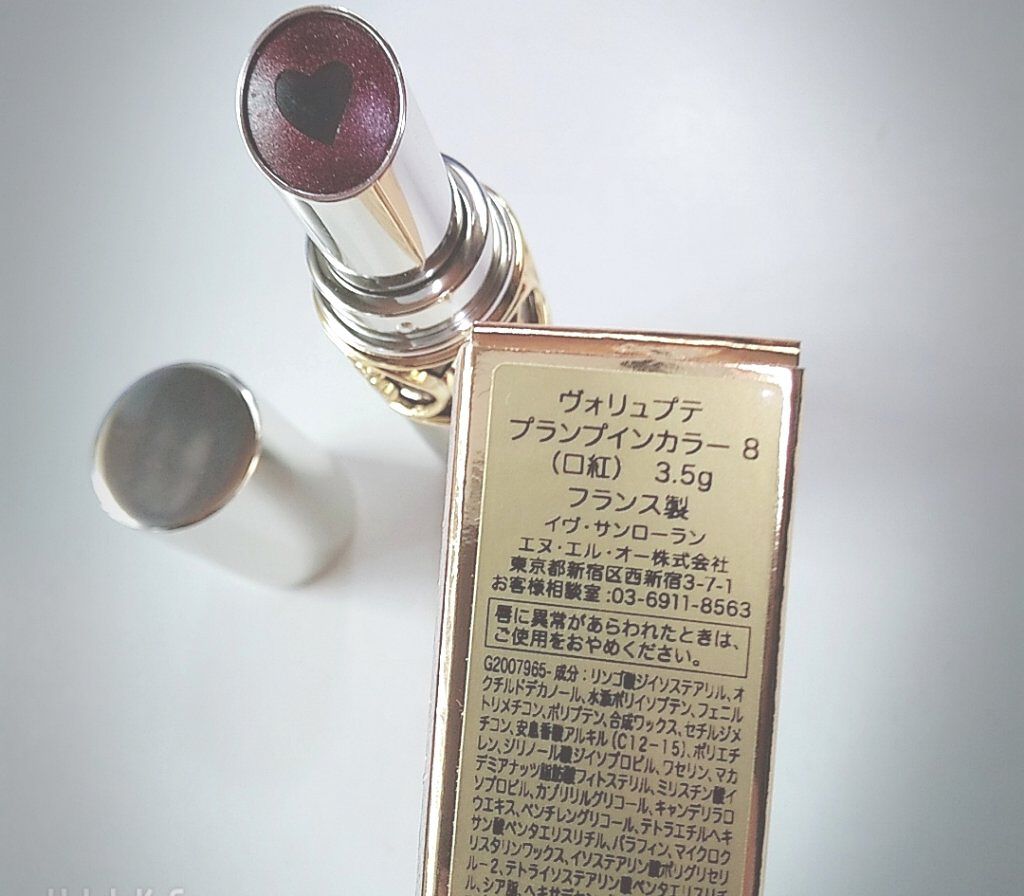 ヴォリュプテ
プランプインカラー 8
(口紅) 3.5g
フランス製
イヴ・サンローラン
エヌ・エル・オー株式会社
東京都新宿区西新宿3-7-1
お客様相談室:03-6911-8563
唇に異常があらわれたときは、
ご使用をおやめください。
G2007965-成分:リンゴ酸ジイソステアリル、オ
クチルドデカノール、水添ポリイソブテン、フェニル
トリメチコン、ポリブテン、合成ワックス、セチルジメ
チコン、安息香酸アルキル(C12-15)、ポリエチ
レン、ジリノール酸ジイソプロピル、ワセリン、マカ
デミアナッツ脂肪酸フィトステリル、ミリスチン酸イ
ソプロピル、カプリリルグリコール、キャンデリラロ
ウエキス、ペンチレングリコール、テトラエチルヘキ
サン酸ペンタエリスリチル、パラフィン、マイクロク
リスタリンワックス、イソステアリン酸ポリグリセリ
ル-2、テトライソステアリン酸ペンタエリスリチ
ル、シア脂、